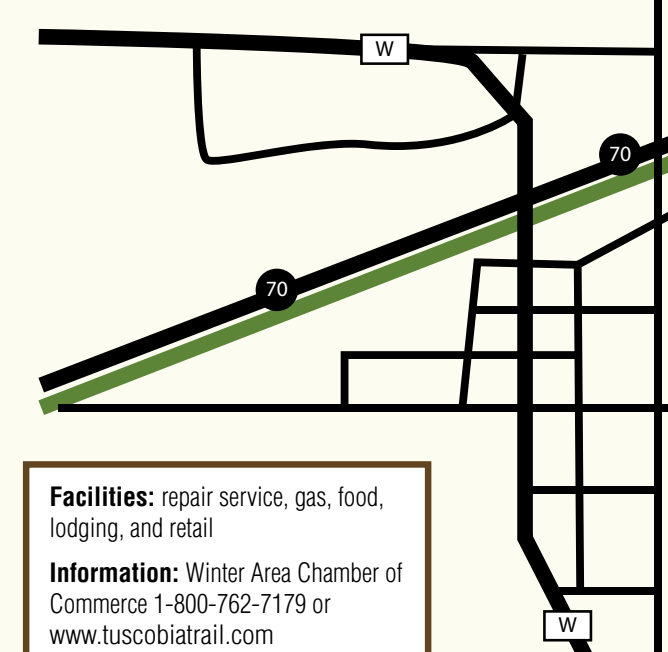 W
70
70
Facilities: repair service, gas, food,
lodging, and retail
Information: Winter Area Chamber of
Commerce 1-800-762-7179 or
www.tuscobiatrail.com
W